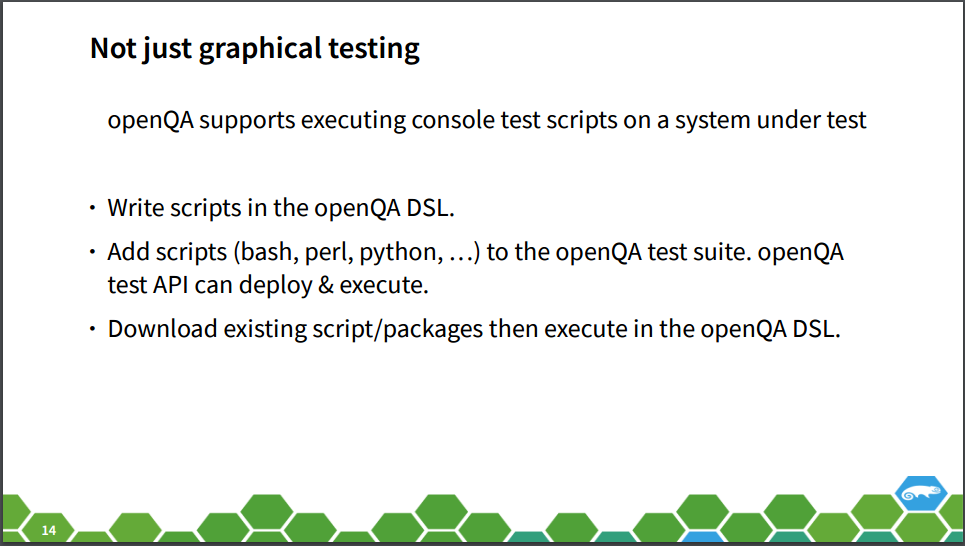 Not just graphical testing
openQA supports executing console test scripts on a system under test
• Write scripts in the openQA DSL.
• Add scripts (bash, perl, python, …) to the openQA test suite. openQA
test API can deploy & execute.
• Download existing script/packages then execute in the openQA DSL.
14